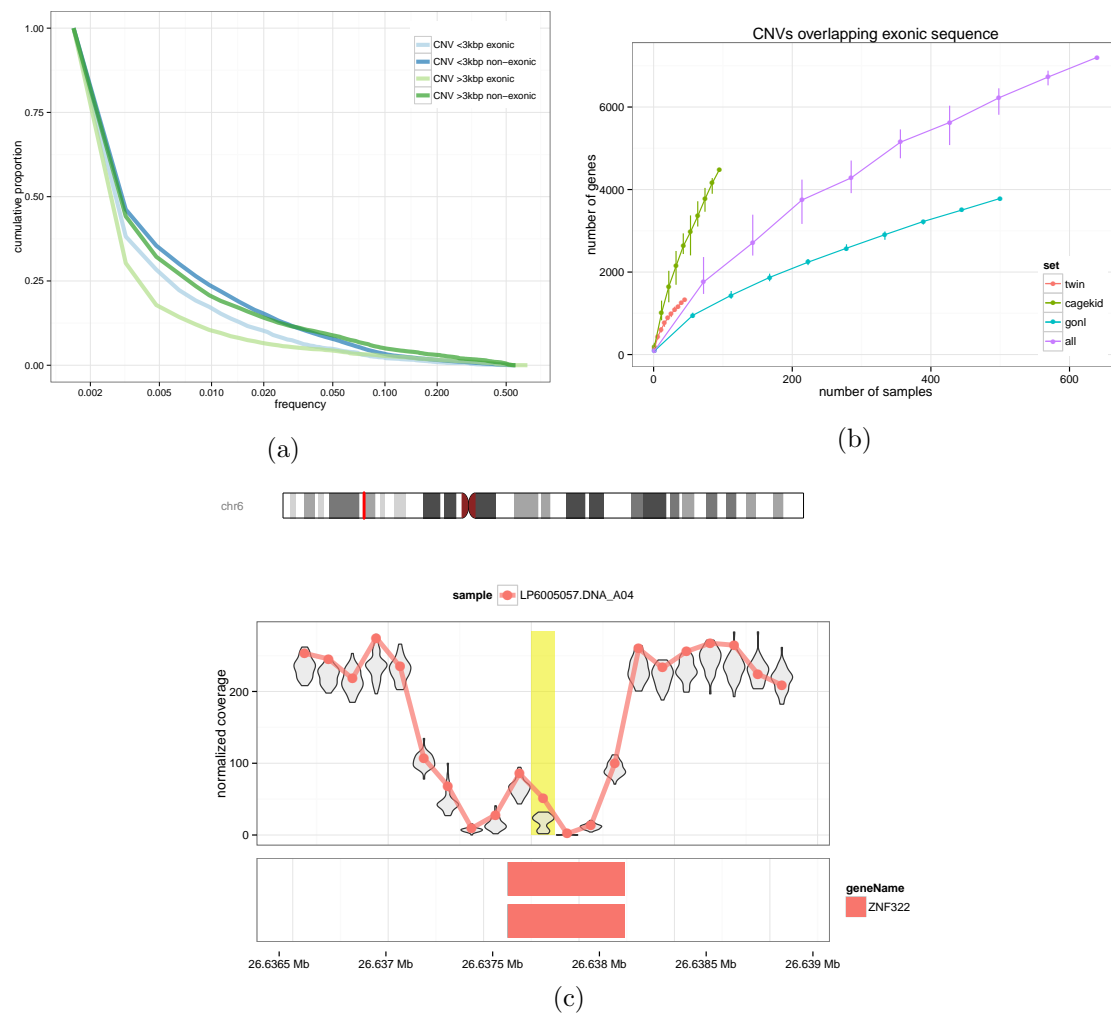 1.00
0.75
0.50
0.25
0.00
cumulative proportion
CNV <3kbp exonic
CNV <3kbp non−exonic
CNV >3kbp exonic
CNV >3kbp non−exonic
0.002
0.005
0.010
0.020
0.050
0.100
0.200
0.500
frequency
(a)
CNVs overlapping exonic sequence
6000
4000
2000
0
number of genes
set
twin
cagekid
gonl
all
0
200
400
600
number of samples
(b)
chr6
sample
LP6005057.DNA_A04
200
100
0
normalized coverage
geneName
ZNF322
26.6365 Mb
26.637 Mb
26.6375 Mb
26.638 Mb
26.6385 Mb
26.639 Mb
(c)